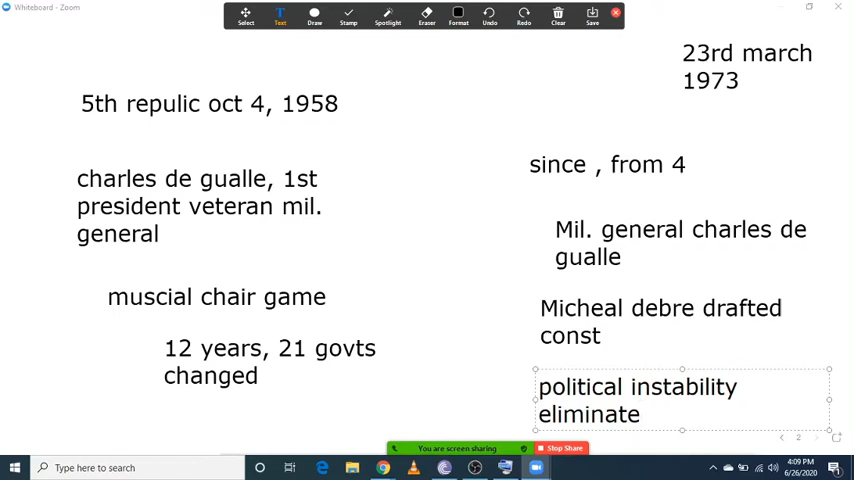 Whiteboard - Zoom
Select Text Draw Stamp Spotlight Eraser Format Undo Redo Clear Save
23rd march
1973
5th repulic oct 4, 1958
since , from 4
charles de gualle, 1st
president veteran mil.
general
Mil. general charles de
gualle
muscial chair game
Micheal debre drafted
const
12 years, 21 govts
changed
political instability
eliminate
2
You are screen sharing Stop Share
Type here to search
4:09 PM
6/26/2020